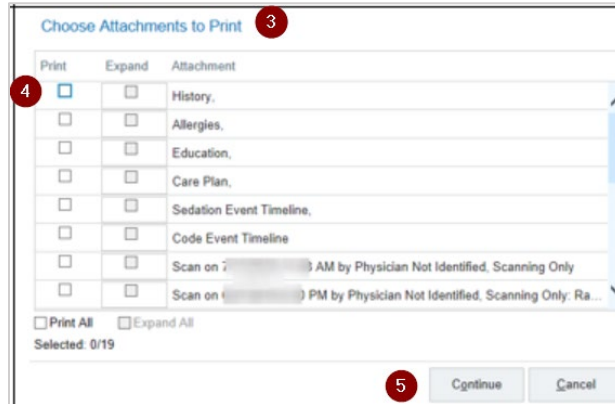 Choose Attachments to Print 3
Print Expand Attachment
4 History,
Allergies,
Education,
Care Plan,
Sedation Event Timeline,
Code Event Timeline
Scan on AM by Physician Not Identified, Scanning Only
Scan on PM by Physician Not Identified, Scanning Only: Ra...
Print All Expand All
Selected: 0/19
5 Continue Cancel